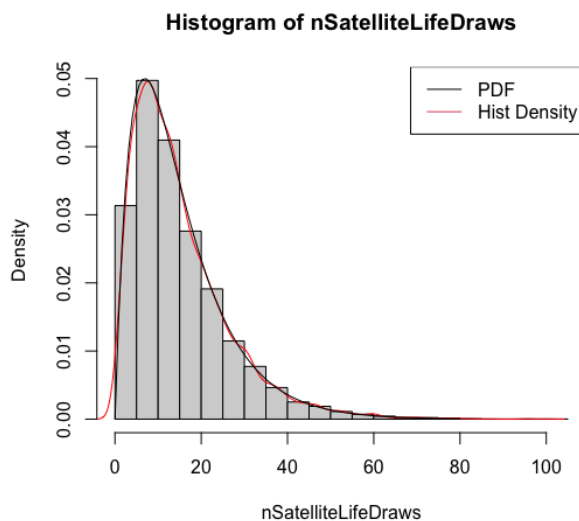 Histogram of nSatelliteLifeDraws
PDF
Hist Density
Density
0.05
0.04
0.03
0.02
0.01
0.00
0 20 40 60 80 100
nSatelliteLifeDraws